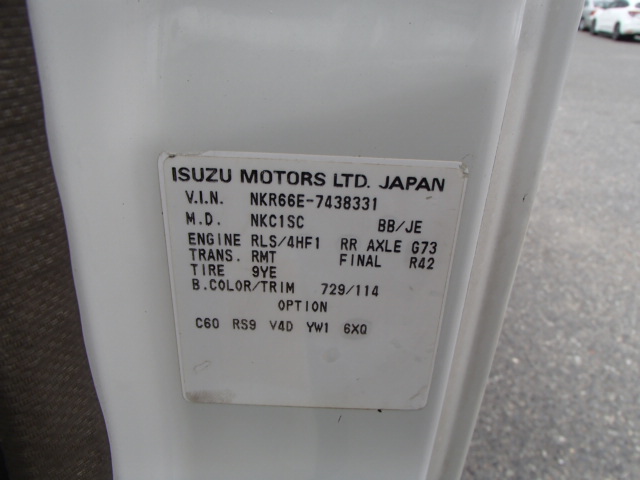 ISUZU MOTORS LTD. JAPAN
V.I.N. NKR66E-7438331
M.D. NKC1SC BB/JE
ENGINE RLS/4HF1 RR AXLE G73
TRANS. RMT FINAL R42
TIRE 9YE
B.COLOR/TRIM 729/114
OPTION
C60 RS9 V4D YW1 6XQ